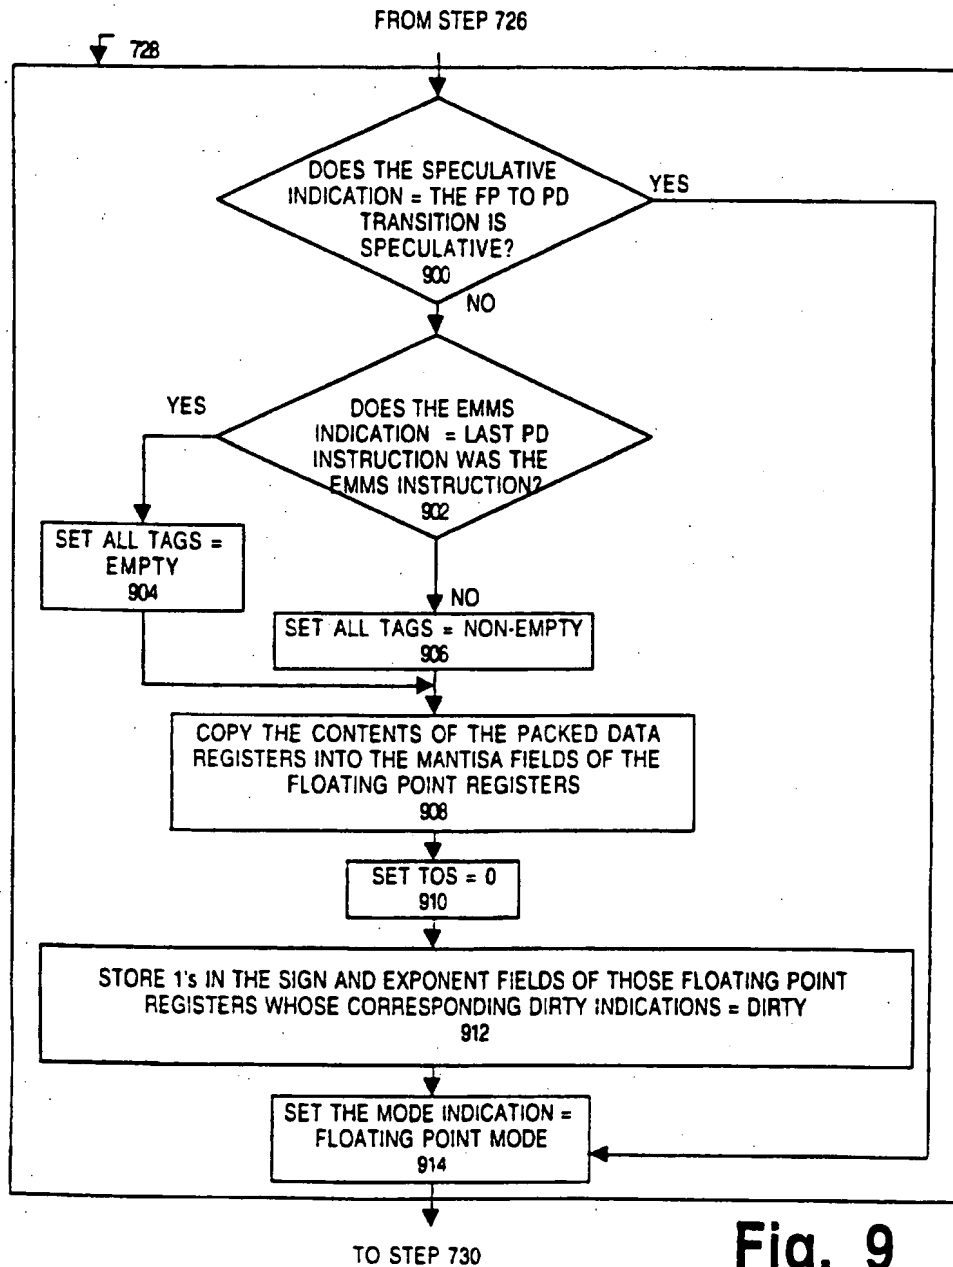 FROM STEP 726
728
DOES THE SPECULATIVE
INDICATION = THE FP TO PD
TRANSITION IS
SPECULATIVE?
900
YES
NO
YES
DOES THE EMMS
INDICATION = LAST PD
INSTRUCTION WAS THE
EMMS INSTRUCTION?
902
SET ALL TAGS =
EMPTY
904
NO
SET ALL TAGS = NON-EMPTY
906
COPY THE CONTENTS OF THE PACKED DATA
REGISTERS INTO THE MANTISA FIELDS OF THE
FLOATING POINT REGISTERS
908
SET TOS = 0
910
STORE 1's IN THE SIGN AND EXPONENT FIELDS OF THOSE FLOATING POINT
REGISTERS WHOSE CORRESPONDING DIRTY INDICATIONS = DIRTY
912
SET THE MODE INDICATION =
FLOATING POINT MODE
914
TO STEP 730
Fig. 9